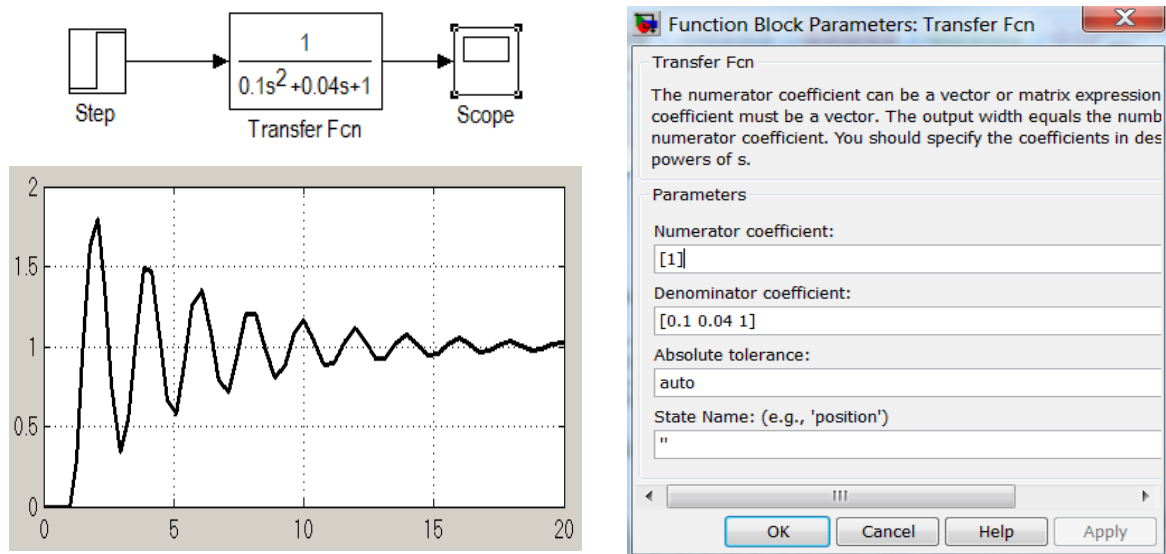 Step
1
0.1s2+0.04s+1
Transfer Fcn
Scope
2
1.5
1
0.5
0
0 5 10 15 20
Function Block Parameters: Transfer Fcn
Transfer Fcn
The numerator coefficient can be a vector or matrix expression
coefficient must be a vector. The output width equals the numb
numerator coefficient. You should specify the coefficients in des
powers of s.
Parameters
Numerator coefficient:
[1]
Denominator coefficient:
[0.1 0.04 1]
Absolute tolerance:
auto
State Name: (e.g., 'position')
''
OK Cancel Help Apply